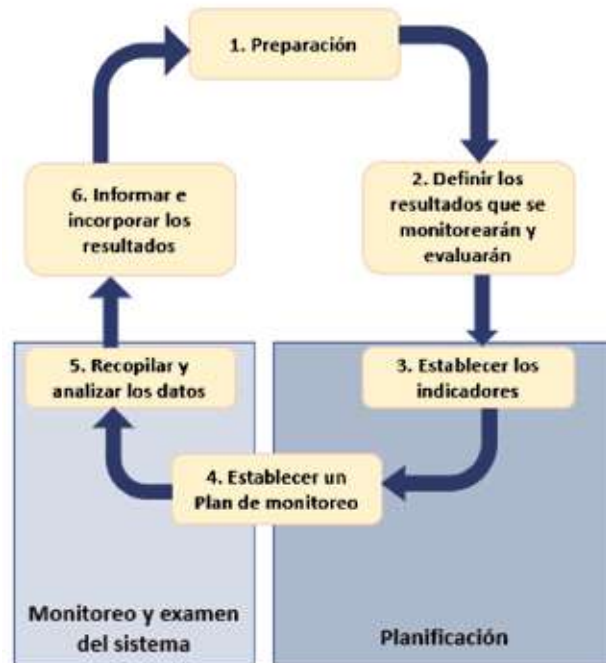 1. Preparación
2. Definir los
resultados que se
monitorearán y
evaluarán
3. Establecer los
indicadores
4. Establecer un
Plan de monitoreo
5. Recopilar y
analizar los datos
6. Informar e
incorporar los
resultados
Monitoreo y examen
del sistema
Planificación